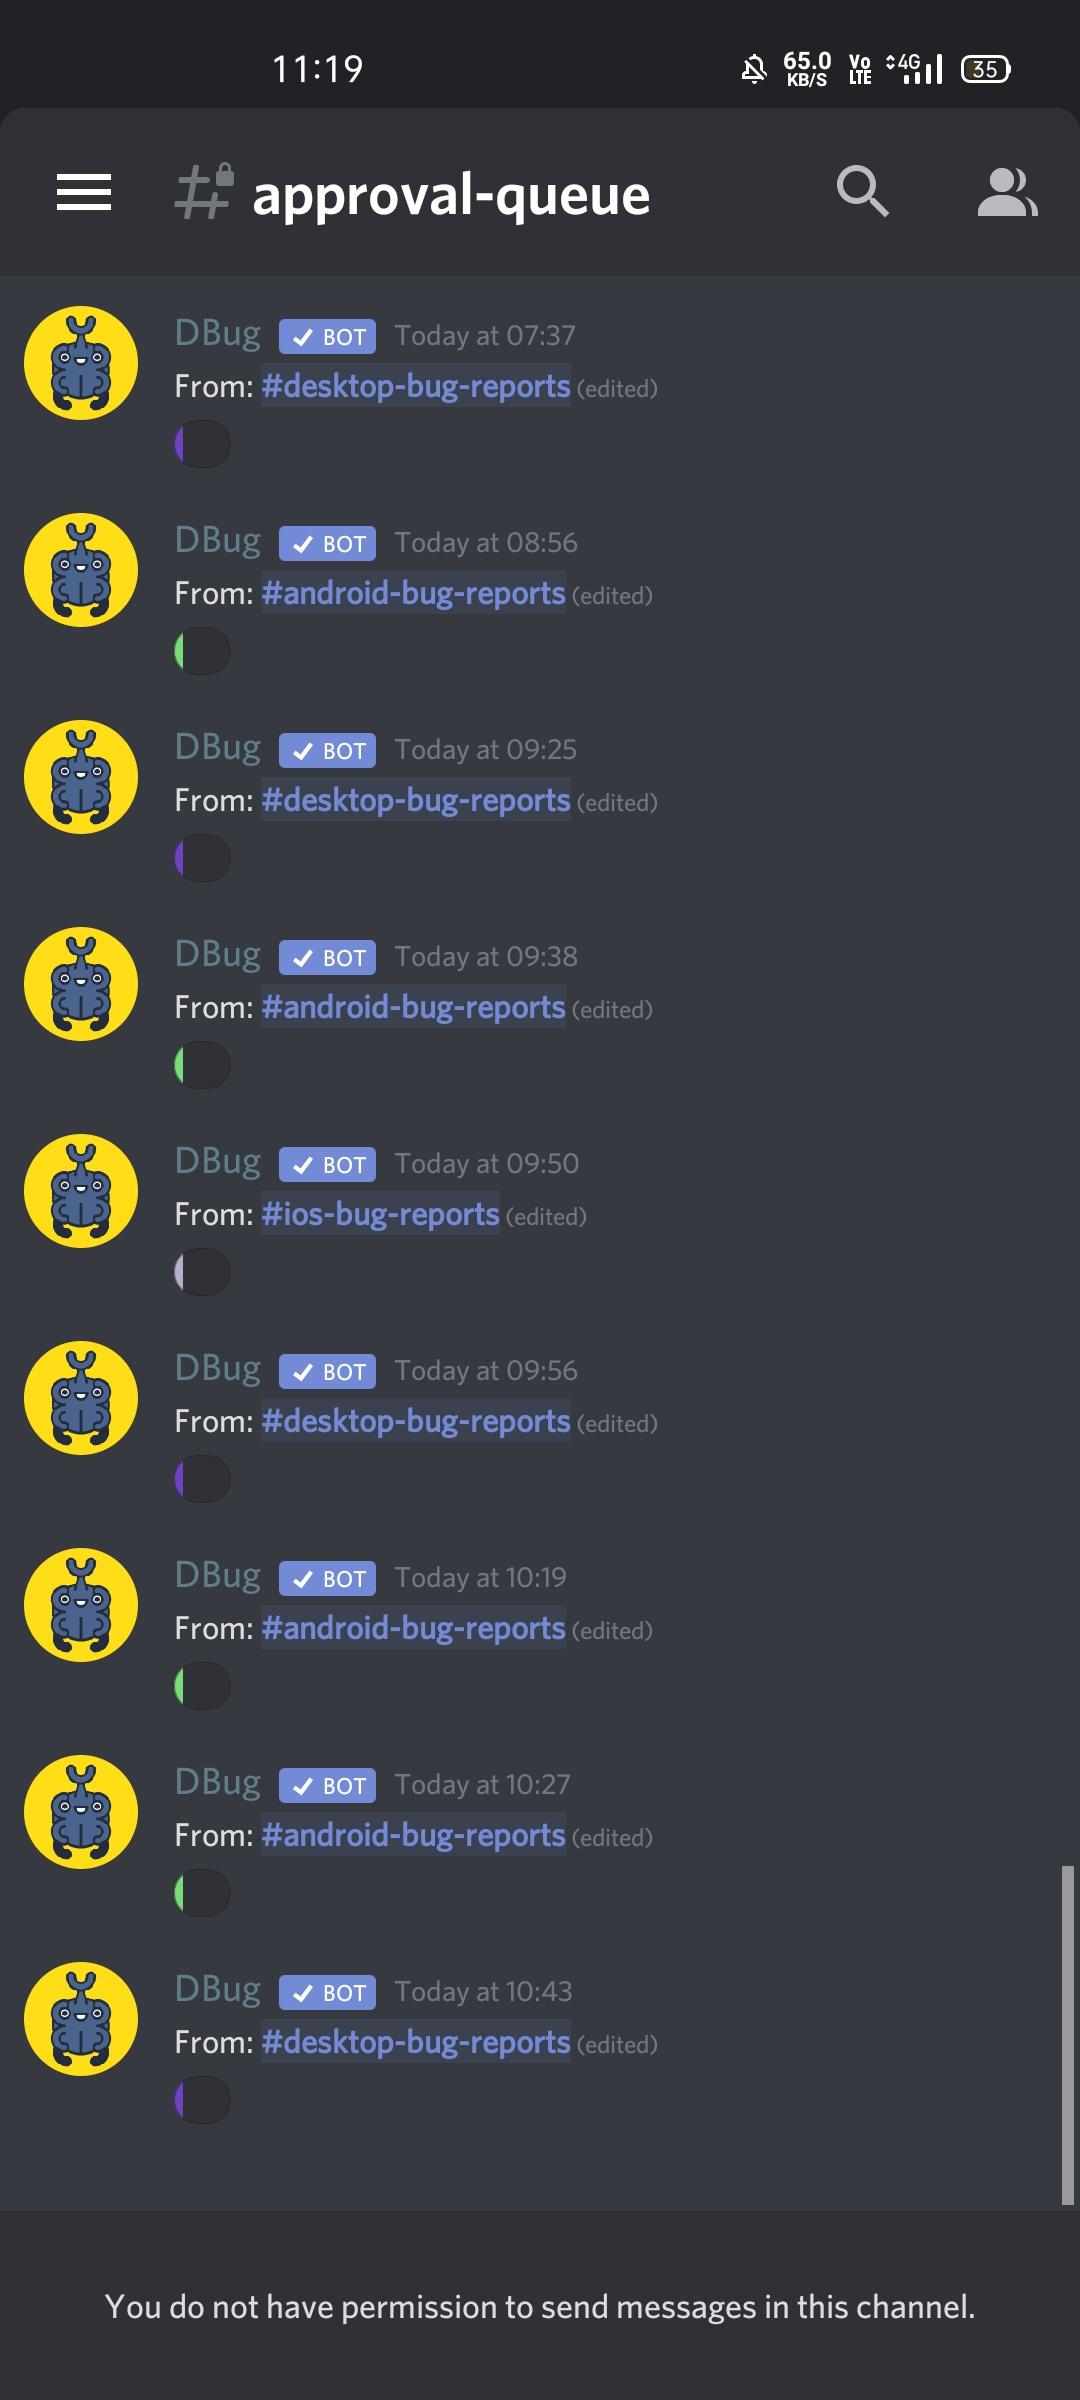 11:19
65.0 KB/S
Vo LTE
4G
35
# approval-queue
DBug ✓ BOT Today at 07:37
From: #desktop-bug-reports (edited)
DBug ✓ BOT Today at 08:56
From: #android-bug-reports (edited)
DBug ✓ BOT Today at 09:25
From: #desktop-bug-reports (edited)
DBug ✓ BOT Today at 09:38
From: #android-bug-reports (edited)
DBug ✓ BOT Today at 09:50
From: #ios-bug-reports (edited)
DBug ✓ BOT Today at 09:56
From: #desktop-bug-reports (edited)
DBug ✓ BOT Today at 10:19
From: #android-bug-reports (edited)
DBug ✓ BOT Today at 10:27
From: #android-bug-reports (edited)
DBug ✓ BOT Today at 10:43
From: #desktop-bug-reports (edited)
You do not have permission to send messages in this channel.